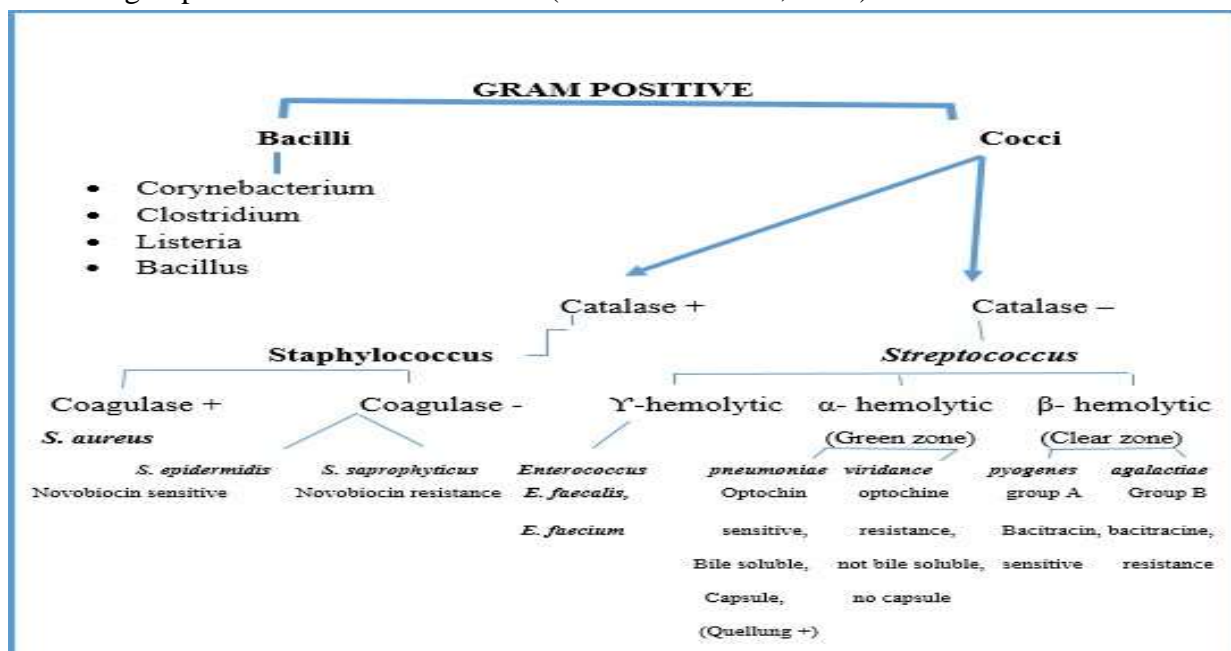 GRAM POSITIVE
Bacilli
Cocci
• Corynebacterium
• Clostridium
• Listeria
• Bacillus
Catalase +
Catalase –
Staphylococcus
Streptococcus
Coagulase +
Coagulase -
ϒ-hemolytic
α- hemolytic
β- hemolytic
(Green zone)
(Clear zone)
S. aureus
S. epidermidis
Novobiocin sensitive
S. saprophyticus
Novobiocin resistance
Enterococcus
E. faecalis,
E. faecium
pneumoniae
Optochin
sensitive,
Bile soluble,
Capsule,
(Quellung +)
viridance
optochine
resistance,
not bile soluble,
no capsule
pyogenes
group A
Bacitracin,
sensitive
agalactiae
Group B
bacitracine,
resistance